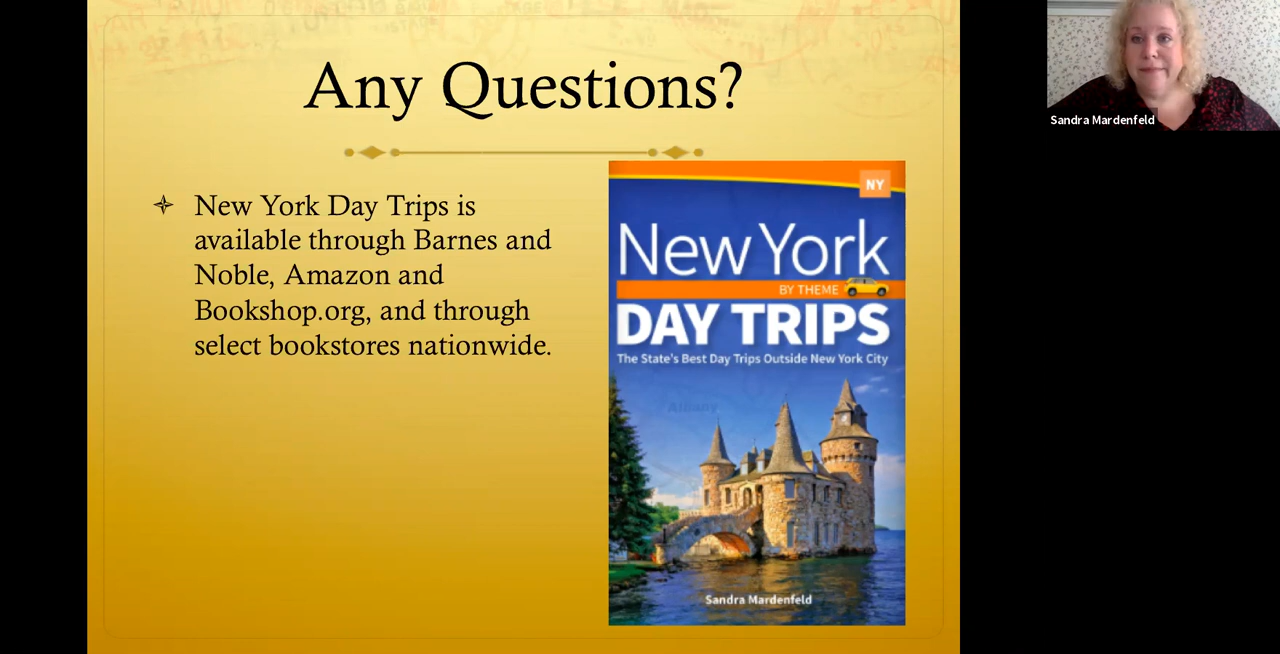 Any Questions?
New York Day Trips is
available through Barnes and
Noble, Amazon and
Bookshop.org, and through
select bookstores nationwide.
NY
New York
BY THEME
DAY TRIPS
The State's Best Day Trips Outside New York City
Albany
Sandra Mardenfeld
Sandra Mardenfeld